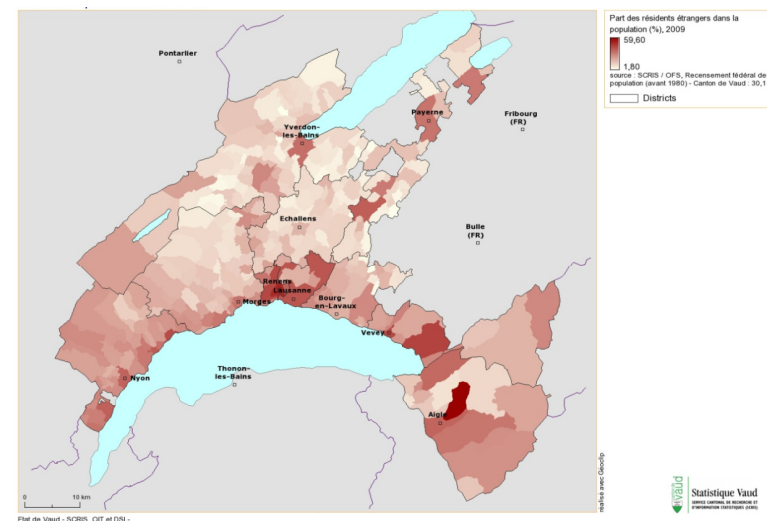 Part des résidents étrangers dans la
population (%), 2009
59,60
1,80
source : SCRIS / OFS, Recensement fédéral de
population (avant 1980) - Canton de Vaud : 30,1
Districts
Pontarlier
Payerne
Fribourg
(FR)
Yverdon-
les-Bains
Echallens
Bulle
(FR)
Renens
Lausanne
Morges
Bourg-
en-Lavaux
Vevey
Thonon-
les-Bains
Nyon
Aigle
0 10 km
réalisé avec Géoclip
vaud
Statistique Vaud
SERVICE CANTONAL DE RECHERCHE ET
D'INFORMATION STATISTIQUES (SCRIS)
Etat de Vaud - SCRIS, OIT et DSI -